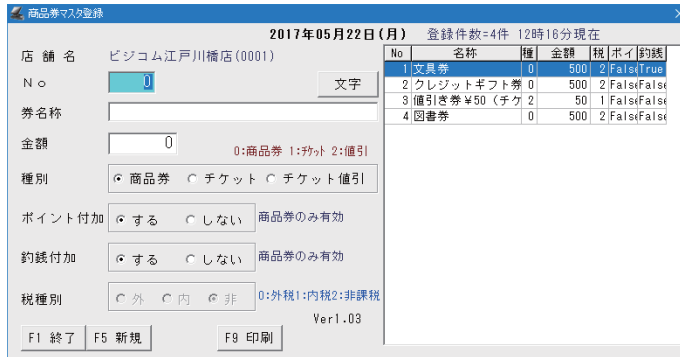 商品券マスタ登録
2017年05月22日(月) 登録件数=4件 12時16分現在
店 舗 名 ビジコム江戸川橋店(0001)
N o 0 文字
券名称
金額 0 0:商品券 1:ﾁｹｯﾄ 2:値引
種別 商品券 チケット チケット値引
ポイント付加 する しない 商品券のみ有効
釣銭付加 する しない 商品券のみ有効
税種別 外 内 非 0:外税1:内税2:非課税
Ver1.03
F1 終了 F5 新規 F9 印刷
No 名称 種 金額 税 ポイ 釣銭
1 文具券 0 500 2 Fals True
2 クレジットギフト券 0 500 2 Fals Fals
3 値引き券￥50（チケ 2 50 1 Fals Fals
4 図書券 0 500 2 Fals Fals